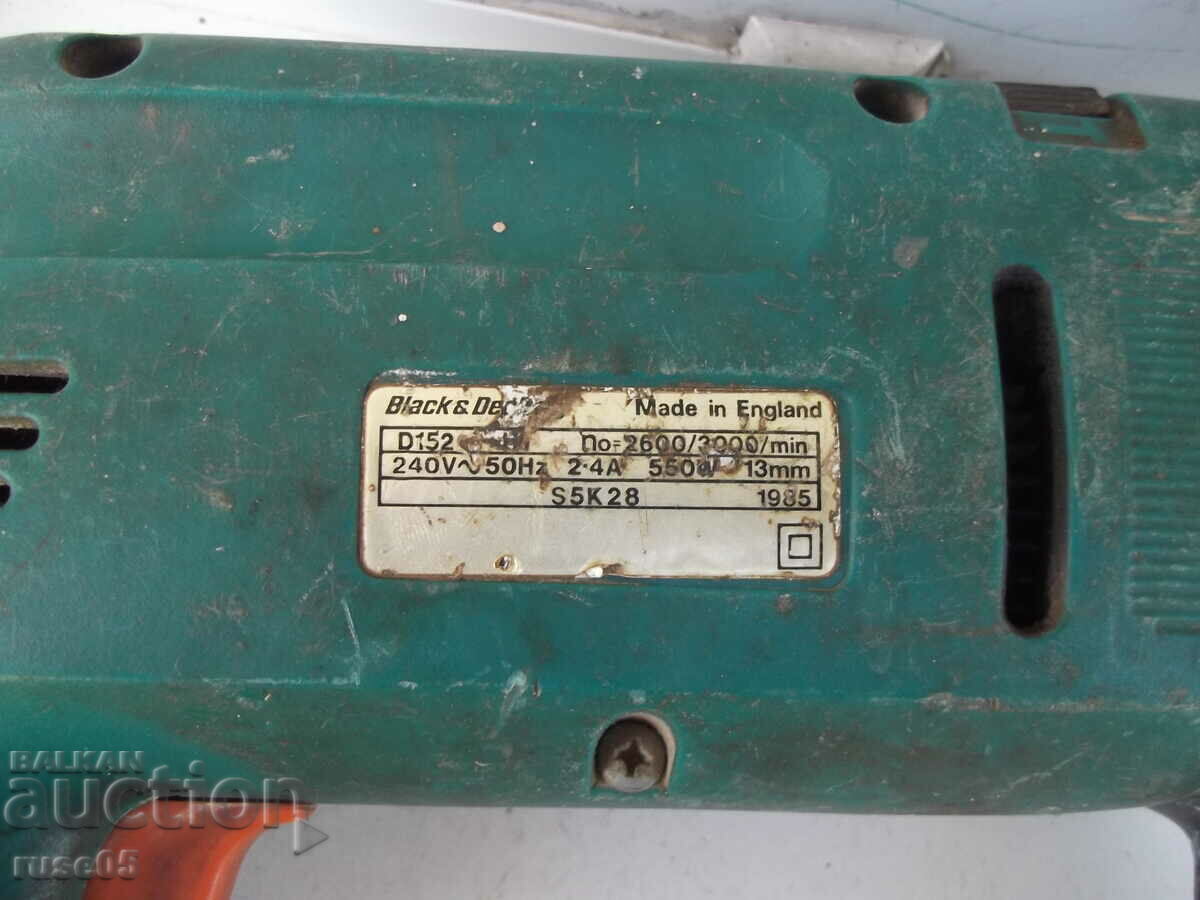 Black & Dec Made in England
D152 no=2600/3000/min
240V~50Hz 2·4A 550W 13mm
S5K28 1985
BALKAN
auction
ruse05